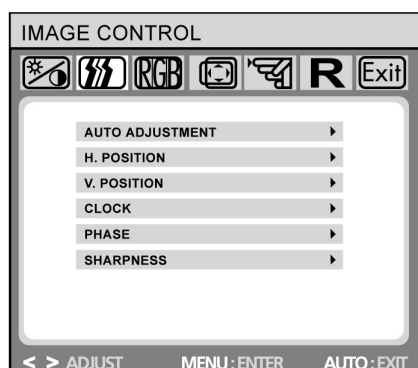 IMAGE CONTROL
RGB R Exit
AUTO ADJUSTMENT
H. POSITION
V. POSITION
CLOCK
PHASE
SHARPNESS
< > ADJUST MENU : ENTER AUTO : EXIT